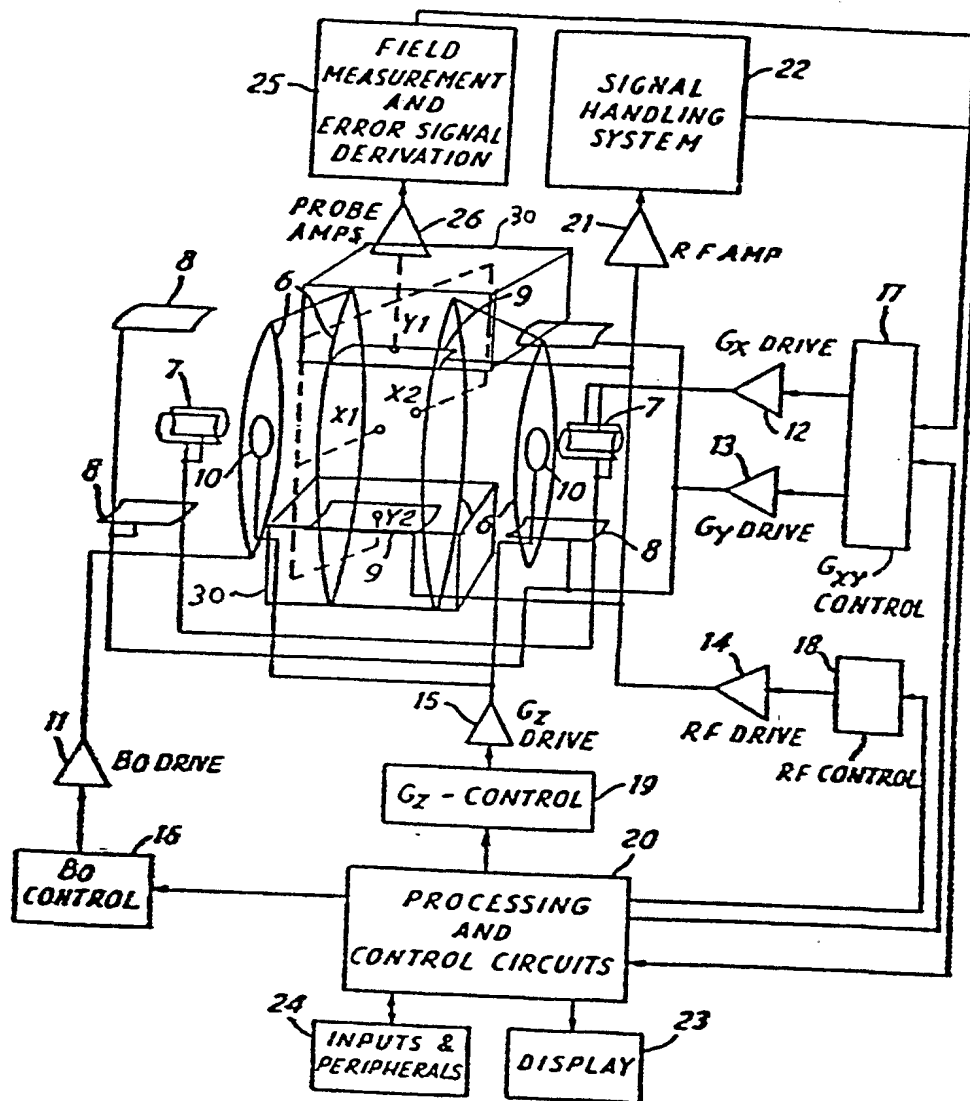 25
FIELD
MEASUREMENT
AND
ERROR SIGNAL
DERIVATION
SIGNAL
HANDLING
SYSTEM
22
PROBE
AMPS
26
30
21
RF AMP
8
6
9
Y1
17
7
GX DRIVE
12
X2
X1
7
10
10
13
GY DRIVE
8
Y2
6
8
9
30
GXY
CONTROL
14
18
RF DRIVE
RF CONTROL
11
BO DRIVE
15
GZ
DRIVE
GZ - CONTROL
19
16
BO
CONTROL
20
PROCESSING
AND
CONTROL CIRCUITS
24
INPUTS &
PERIPHERALS
DISPLAY
23